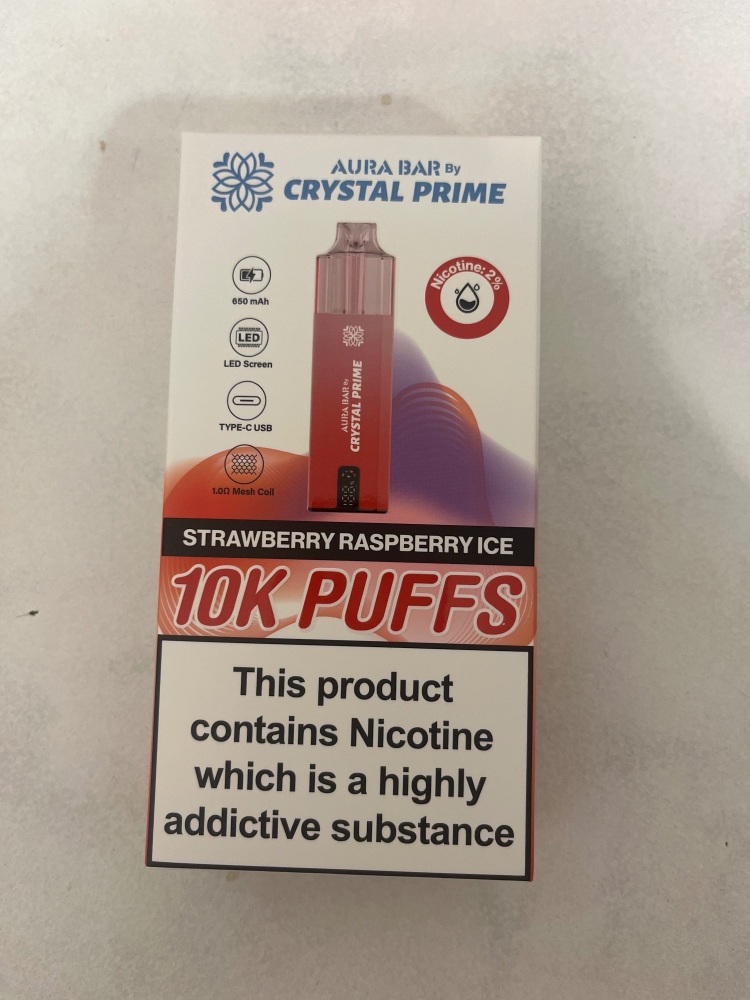 AURA BAR By
CRYSTAL PRIME
Nicotine: 2%
650 mAh
LED
LED Screen
TYPE-C USB
1.0Ω Mesh Coil
AURA BAR By
CRYSTAL PRIME
STRAWBERRY RASPBERRY ICE
10K PUFFS
This product
contains Nicotine
which is a highly
addictive substance